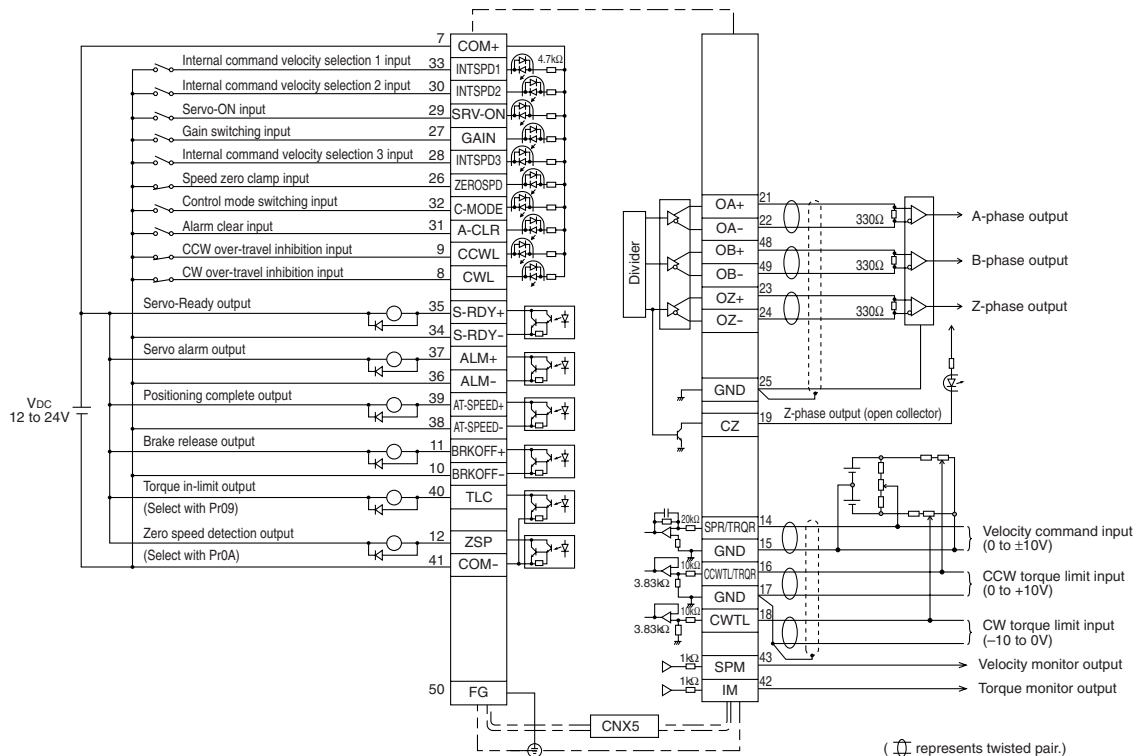 7 COM+
Internal command velocity selection 1 input 33 INTSPD1 4.7kΩ
Internal command velocity selection 2 input 30 INTSPD2
Servo-ON input 29 SRV-ON
Gain switching input 27 GAIN
Internal command velocity selection 3 input 28 INTSPD3
Speed zero clamp input 26 ZEROSPD
Control mode switching input 32 C-MODE
Alarm clear input 31 A-CLR
CCW over-travel inhibition input 9 CCWL
CW over-travel inhibition input 8 CWL
Servo-Ready output 35 S-RDY+
34 S-RDY−
Servo alarm output 37 ALM+
36 ALM−
Positioning complete output 39 AT-SPEED+
38 AT-SPEED-
Brake release output 11 BRKOFF+
10 BRKOFF−
Torque in-limit output 40 TLC
(Select with Pr09)
Zero speed detection output 12 ZSP
(Select with Pr0A) 41 COM−
VDC
12 to 24V
50 FG
CNX5
Divider
OA+ 21
OA− 22 330Ω A-phase output
OB+ 48
OB− 49 330Ω B-phase output
OZ+ 23
OZ− 24 330Ω Z-phase output
GND 25
CZ 19 Z-phase output (open collector)
20kΩ SPR/TRQR 14 Velocity command input
GND 15 (0 to ±10V)
10kΩ CCWTL/TRQR 16 CCW torque limit input
3.83kΩ GND 17 (0 to +10V)
10kΩ CWTL 18 CW torque limit input
3.83kΩ (–10 to 0V)
1kΩ SPM 43 Velocity monitor output
1kΩ IM 42 Torque monitor output
( represents twisted pair.)